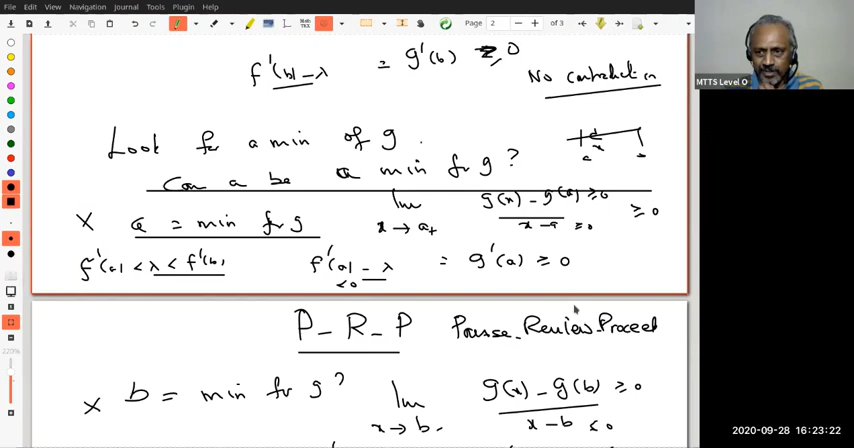 File Edit View Navigation Journal Tools Help
Page 2 of 3
MTTS Level O
f'(b) - λ = g'(b) ≥ 0
No contradiction
Look for a min of g.
Can a be a min for g?
a x b
X a = min for g lim x → a+ g(x) - g(a) ≥ 0 / x - a ≥ 0 ≥ 0
f'(a) < λ < f'(b) f'(a) - λ < 0 = g'(a) ≥ 0
P - R - P Pause - Review - Proceed
X b = min for g? lim x → b- g(x) - g(b) ≥ 0 / x - b ≤ 0
220%
2020-09-28 16:23:22